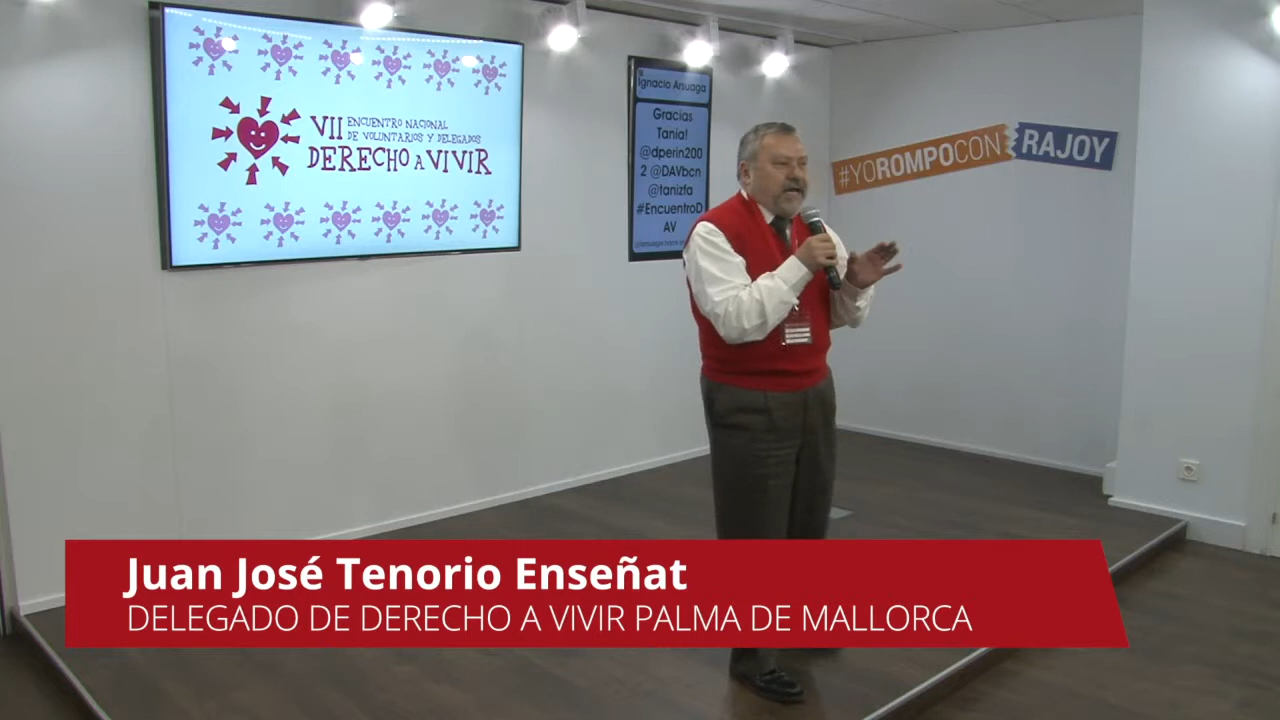 VII ENCUENTRO NACIONAL
DE VOLUNTARIOS Y DELEGADOS
DERECHO A VIVIR
Ignacio Arsuaga
Gracias
Tania!
@dperin200
2 @DAVbcn
@tanizfa
#EncuentroD
AV
#YOROMPOCON RAJOY
Juan José Tenorio Enseñat
DELEGADO DE DERECHO A VIVIR PALMA DE MALLORCA